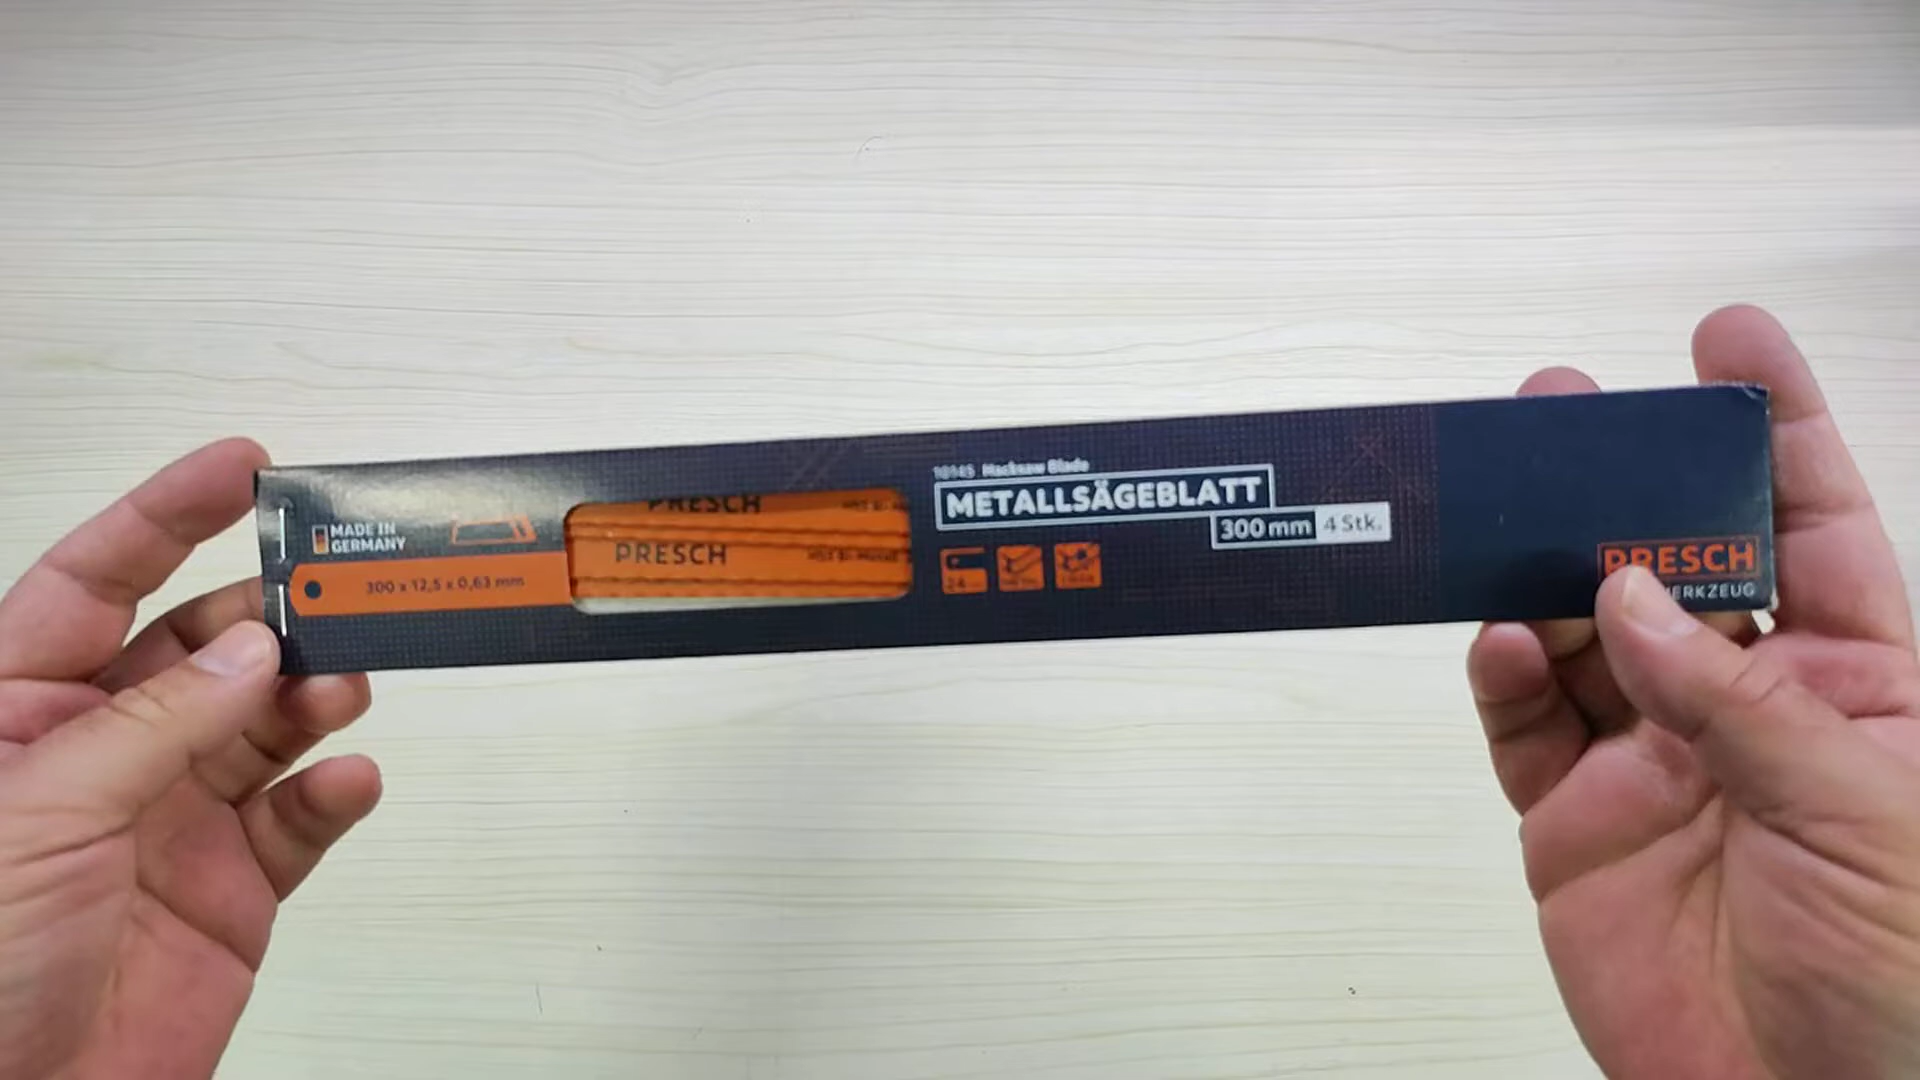 MADE IN
GERMANY
300 x 12,5 x 0,63 mm
PRESCH
PRESCH
Hacksaw Blade
METALLSÄGEBLATT
300 mm 4 Stk.
24
PRESCH
ERKZEUG